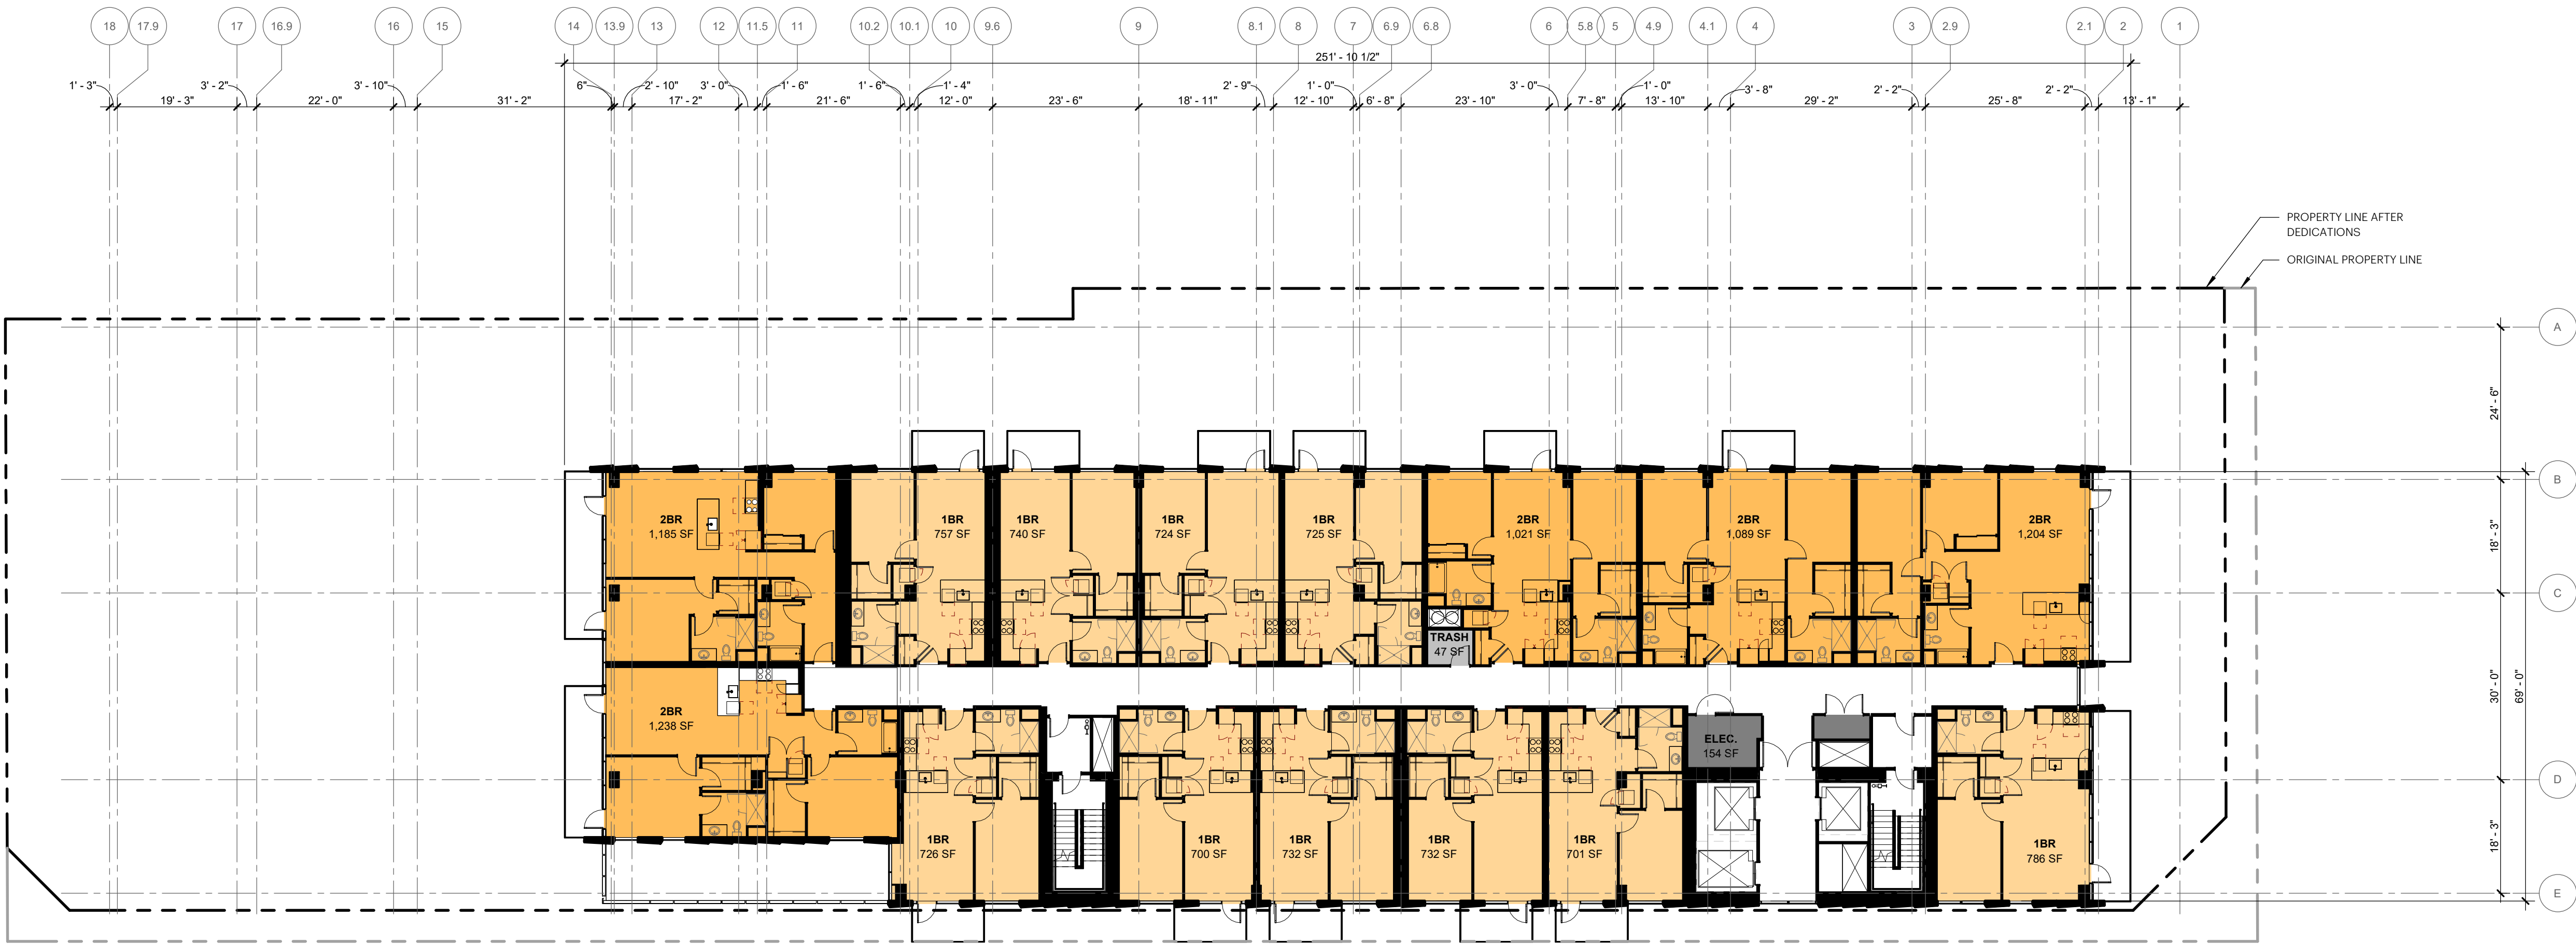 18 17.9 17 16.9 16 15 14 13.9 13 12 11.5 11 10.2 10.1 10 9.6 9 8.1 8 7 6.9 6.8 6 5.8 5 4.9 4.1 4 3 2.9 2.1 2 1
251' - 10 1/2"
1' - 3" 3' - 2" 3' - 10" 6" 2' - 10" 3' - 0" 1' - 6" 1' - 6" 1' - 4" 2' - 9" 1' - 0" 3' - 0" 1' - 0" 3' - 8" 2' - 2" 2' - 2"
19' - 3" 22' - 0" 31' - 2" 17' - 2" 21' - 6" 12' - 0" 23' - 6" 18' - 11" 12' - 10" 6' - 8" 23' - 10" 7' - 8" 13' - 10" 29' - 2" 25' - 8" 13' - 1"
PROPERTY LINE AFTER
DEDICATIONS
ORIGINAL PROPERTY LINE
A
24' - 6"
B
2BR 1BR 1BR 1BR 1BR 2BR 2BR 2BR
1,185 SF 757 SF 740 SF 724 SF 725 SF 1,021 SF 1,089 SF 1,204 SF
18' - 3"
C
TRASH
47 SF
30' - 0"
69' - 0"
2BR
1,238 SF
ELEC.
154 SF
D
1BR 1BR 1BR 1BR 1BR 1BR
726 SF 700 SF 732 SF 732 SF 701 SF 786 SF
18' - 3"
E